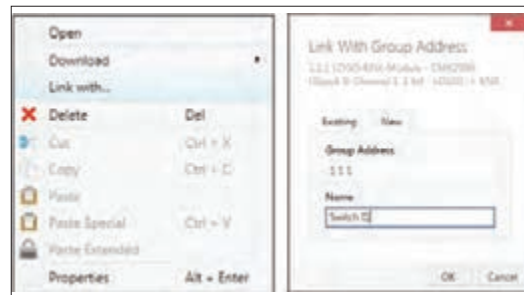 Open
Download
Link with...
Delete Del
Cut Ctrl + X
Copy Ctrl + C
Paste
Paste Special Ctrl + V
Paste Extended
Properties Alt + Enter
Link With Group Address
Existing New
Group Address
1 1 1
Name
Switch
OK Cancel